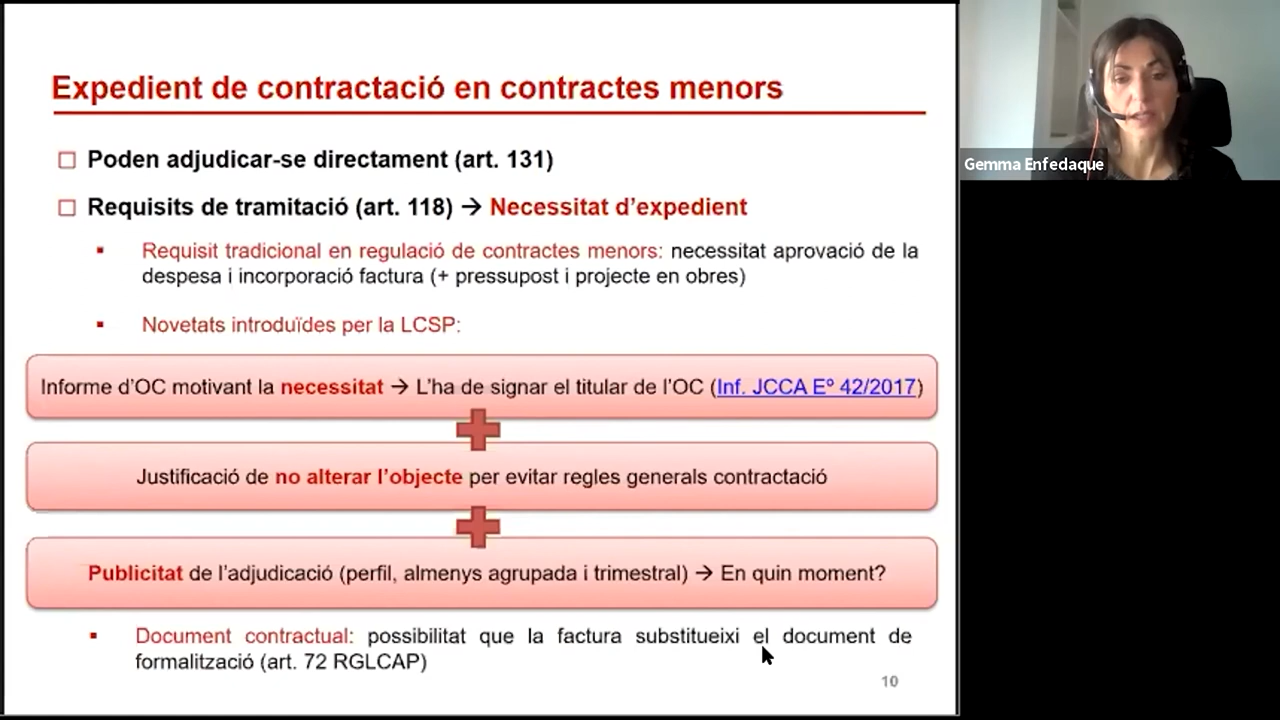 Expedient de contractació en contractes menors
Poden adjudicar-se directament (art. 131)
Requisits de tramitació (art. 118) → Necessitat d'expedient
Requisit tradicional en regulació de contractes menors: necessitat aprovació de la
despesa i incorporació factura (+ pressupost i projecte en obres)
Novetats introduïdes per la LCSP:
Informe d'OC motivant la necessitat → L'ha de signar el titular de l'OC (Inf. JCCA Eº 42/2017)
Justificació de no alterar l'objecte per evitar regles generals contractació
Publicitat de l'adjudicació (perfil, almenys agrupada i trimestral) → En quin moment?
Document contractual: possibilitat que la factura substitueixi el document de
formalització (art. 72 RGLCAP)
10
Gemma Enfedaque